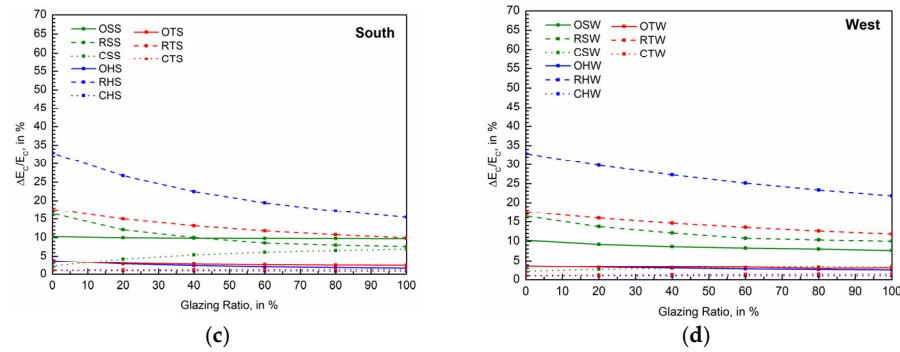 South
OSS
RSS
CSS
OHS
RHS
CHS
OTS
RTS
CTS
ΔE_C/E_C, in %
70
65
60
55
50
45
40
35
30
25
20
15
10
5
0
0 10 20 30 40 50 60 70 80 90 100
Glazing Ratio, in %
(c)
West
OSW
RSW
CSW
OHW
RHW
CHW
OTW
RTW
CTW
ΔE_C/E_C, in %
70
65
60
55
50
45
40
35
30
25
20
15
10
5
0
0 10 20 30 40 50 60 70 80 90 100
Glazing Ratio, in %
(d)